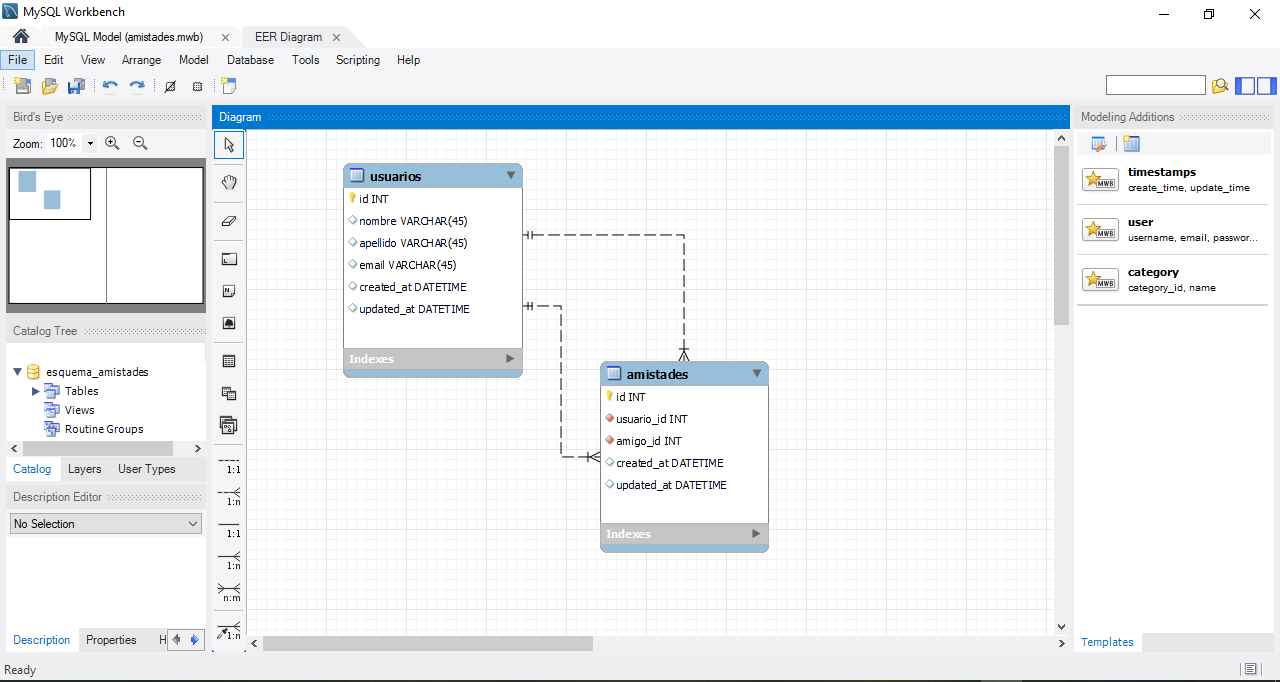 MySQL Workbench
MySQL Model (amistades.mwb)
EER Diagram
File Edit View Arrange Model Database Tools Scripting Help
Bird's Eye
Zoom: 100%
Catalog Tree
esquema_amistades
Tables
Views
Routine Groups
Catalog Layers User Types
Description Editor
No Selection
Description Properties H
Ready
Diagram
1:1
1:n
1:1
1:n
n:m
1:n
usuarios
id INT
nombre VARCHAR(45)
apellido VARCHAR(45)
email VARCHAR(45)
created_at DATETIME
updated_at DATETIME
Indexes
amistades
id INT
usuario_id INT
amigo_id INT
created_at DATETIME
updated_at DATETIME
Indexes
Modeling Additions
MWB
timestamps
create_time, update_time
MWB
user
username, email, passwor...
MWB
category
category_id, name
Templates